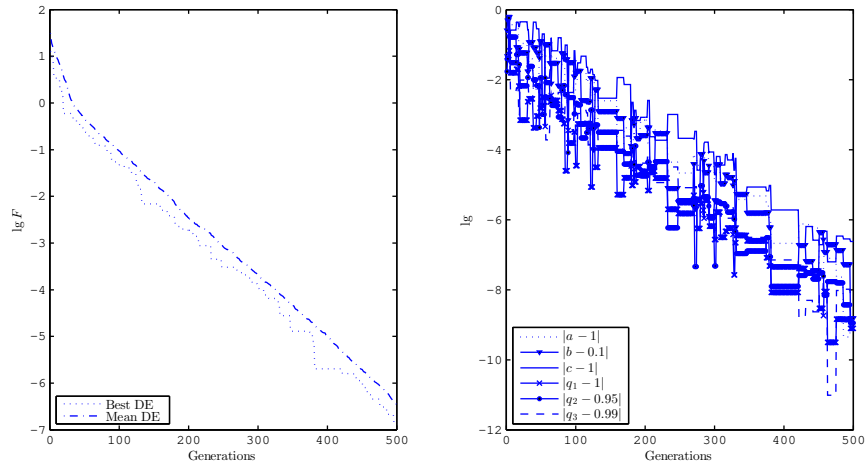 2
1
0
-1
-2
-3
-4
-5
-6
-7
lg F
0
100
200
300
400
500
Generations
Best DE
Mean DE
0
-2
-4
-6
-8
-10
-12
lg
0
100
200
300
400
500
Generations
|a − 1|
|b − 0.1|
|c − 1|
|q₁ − 1|
|q₂ − 0.95|
|q₃ − 0.99|